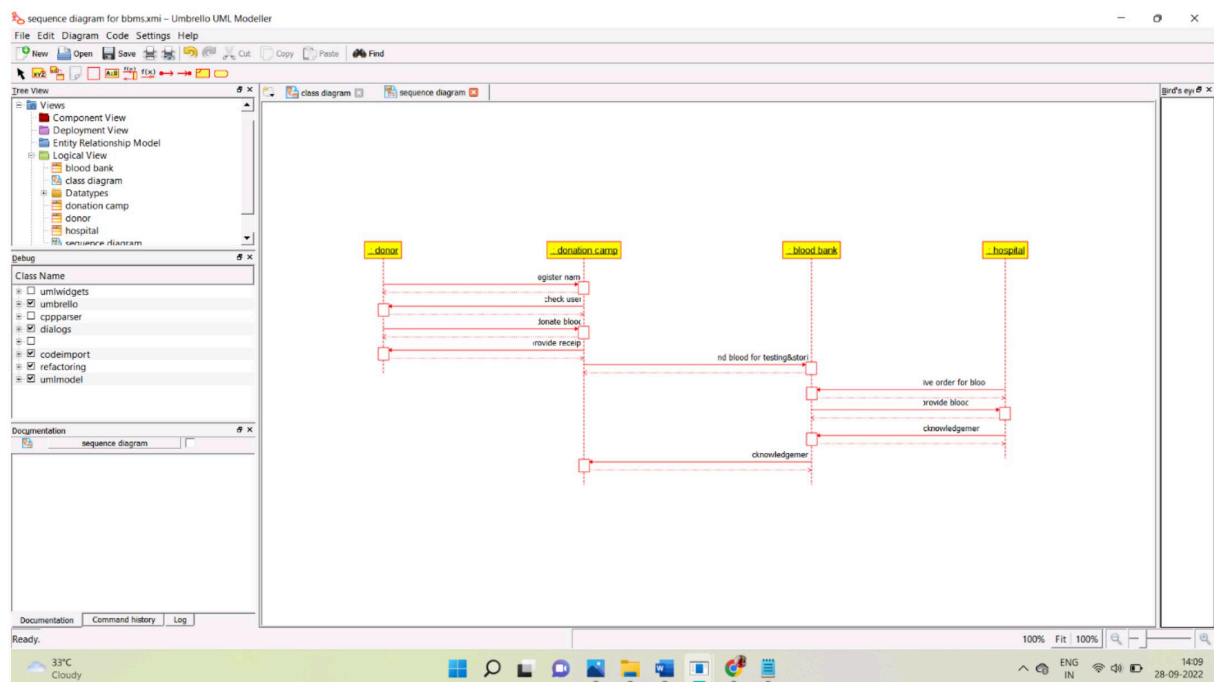 sequence diagram for bbms.xmi – Umbrello UML Modeller
File Edit Diagram Code Settings Help
New Open Save Cut Copy Paste Find
Tree View
Views
Component View
Deployment View
Entity Relationship Model
Logical View
blood bank
class diagram
Datatypes
donation camp
donor
hospital
sequence diagram
Debug
Class Name
umlwidgets
umbrello
cppparser
dialogs
codeimport
refactoring
umlmodel
Documentation
sequence diagram
Documentation Command history Log
Ready.
class diagram sequence diagram
Bird's eye
: donor : donation camp : blood bank : hospital
egister nam
check user
donate blood
rovide receip
nd blood for testing&stori
ive order for bloo
provide blood
cknowledgemer
cknowledgemer
100% Fit 100%
33°C
Cloudy
ENG
IN
14:09
28-09-2022